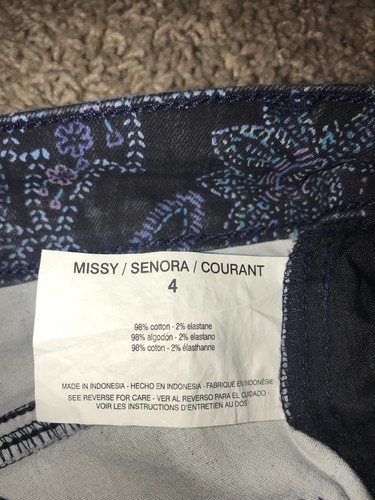 MISSY / SENORA / COURANT
4
98% cotton - 2% elastane
98% algodón - 2% elastano
98% coton - 2% élasthanne
MADE IN INDONESIA - HECHO EN INDONESIA - FABRIQUÉ EN INDONÉSIE
SEE REVERSE FOR CARE - VER AL REVERSO PARA EL CUIDADO -
VOIR LES INSTRUCTIONS D'ENTRETIEN AU DOS